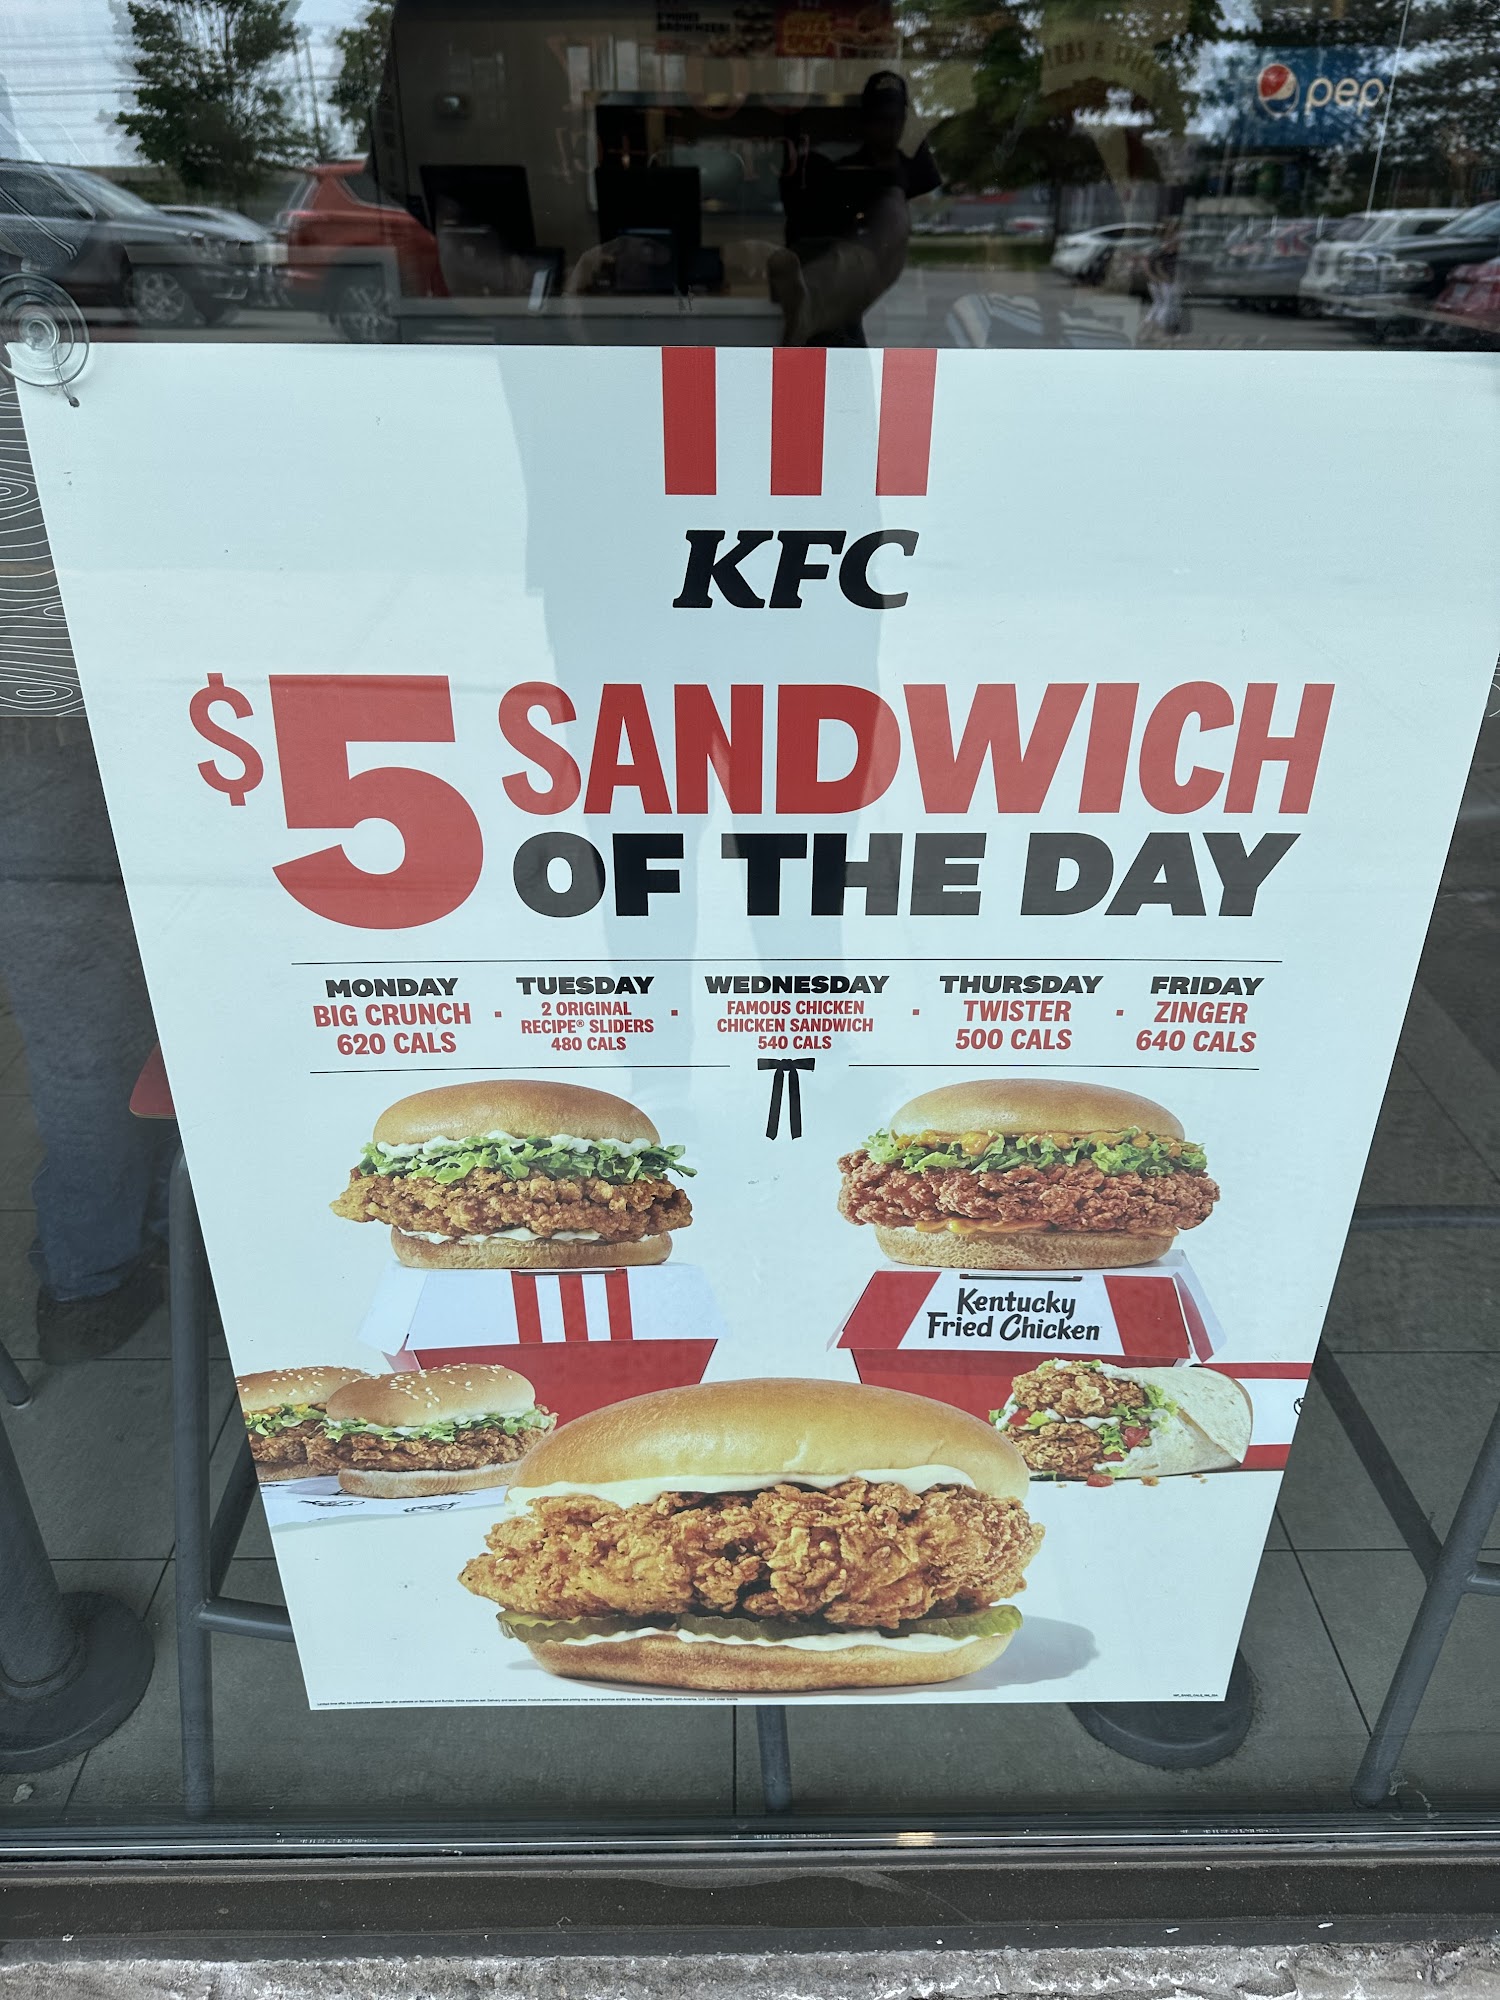 pep
KFC
$5 SANDWICH
OF THE DAY
MONDAY
BIG CRUNCH
620 CALS
TUESDAY
2 ORIGINAL
RECIPE® SLIDERS
480 CALS
WEDNESDAY
FAMOUS CHICKEN
CHICKEN SANDWICH
540 CALS
THURSDAY
TWISTER
500 CALS
FRIDAY
ZINGER
640 CALS
Kentucky
Fried Chicken